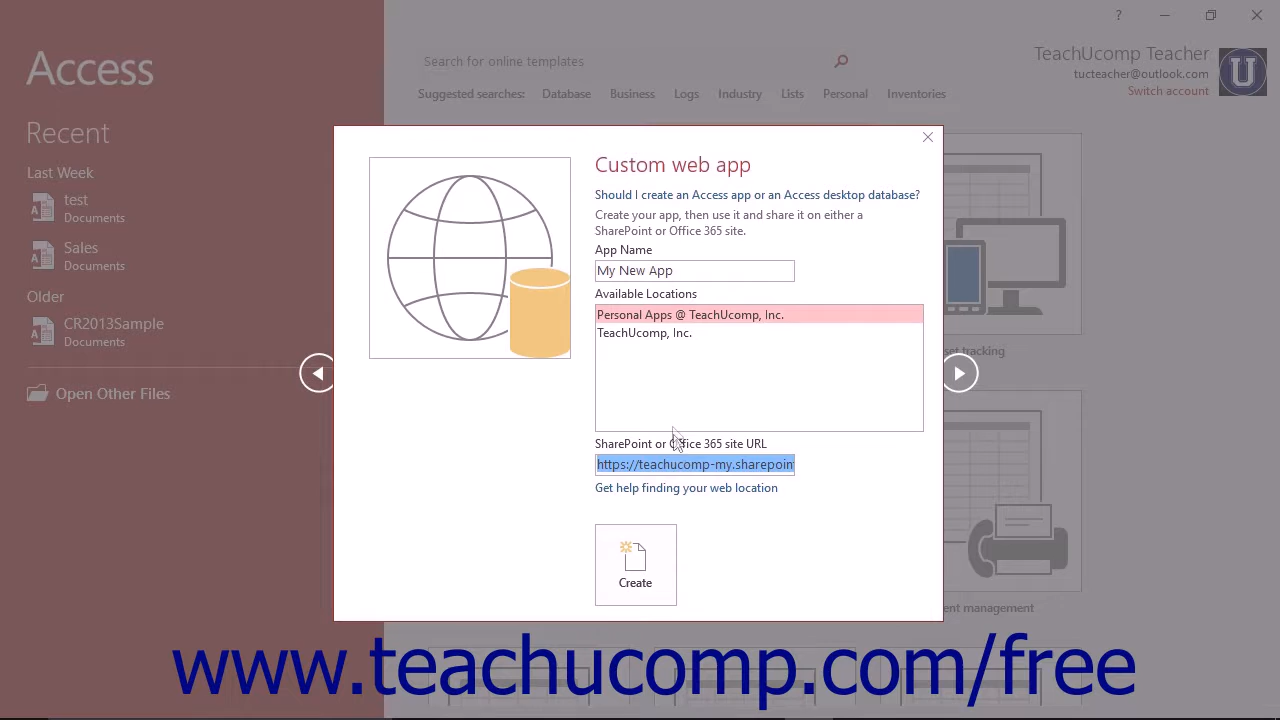 ?
Access
Search for online templates
TeachUcomp Teacher
tucteacher@outlook.com
Switch account
U
Suggested searches: Database Business Logs Industry Lists Personal Inventories
Recent
Last Week
test
Documents
Sales
Documents
Older
CR2013Sample
Documents
Open Other Files
Custom web app
Should I create an Access app or an Access desktop database?
Create your app, then use it and share it on either a
SharePoint or Office 365 site.
App Name
My New App
Available Locations
Personal Apps @ TeachUcomp, Inc.
TeachUcomp, Inc.
SharePoint or Office 365 site URL
https://teachucomp-my.sharepoint
Get help finding your web location
Create
set tracking
ent management
www.teachucomp.com/free